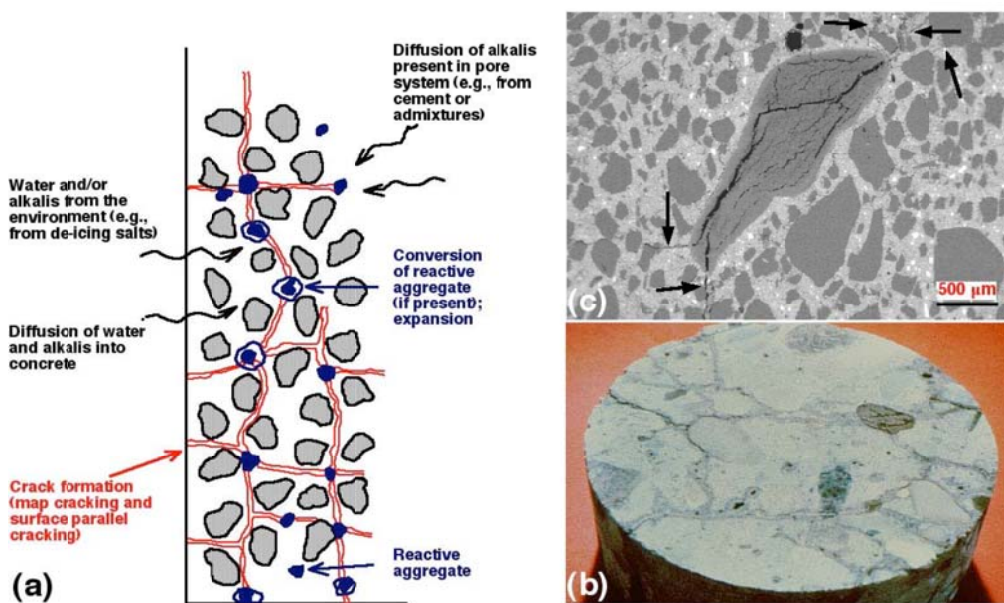 Diffusion of alkalis
present in pore
system (e.g., from
cement or
admixtures)
Water and/or
alkalis from the
environment (e.g.,
from de-icing salts)
Conversion
of reactive
aggregate
(if present);
expansion
Diffusion of water
and alkalis into
concrete
Crack formation
(map cracking and
surface parallel
cracking)
Reactive
aggregate
(a)
(c)
500 µm
(b)